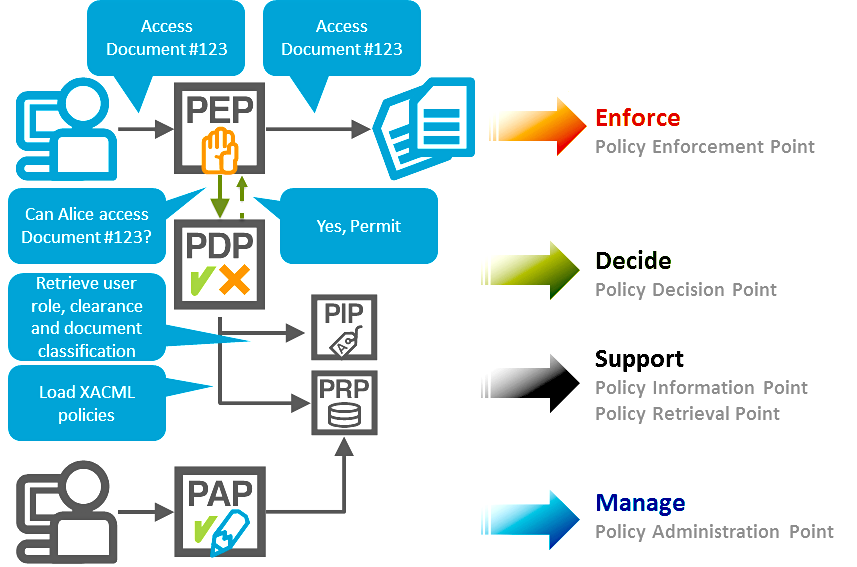 Access
Document #123
Access
Document #123
PEP
Enforce
Policy Enforcement Point
Can Alice access
Document #123?
Yes, Permit
PDP
Decide
Policy Decision Point
Retrieve user
role, clearance
and document
classification
PIP
A
Support
Policy Information Point
Policy Retrieval Point
Load XACML
policies
PRP
PAP
Manage
Policy Administration Point